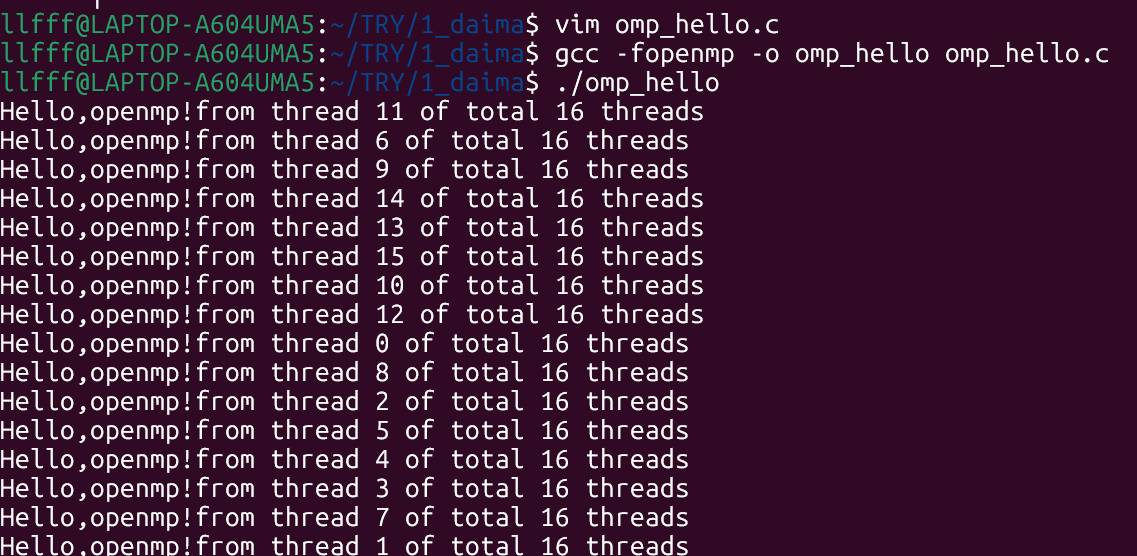 llfff@LAPTOP-A604UMA5:~/TRY/1_daima$ vim omp_hello.c
llfff@LAPTOP-A604UMA5:~/TRY/1_daima$ gcc -fopenmp -o omp_hello omp_hello.c
llfff@LAPTOP-A604UMA5:~/TRY/1_daima$ ./omp_hello
Hello,openmp!from thread 11 of total 16 threads
Hello,openmp!from thread 6 of total 16 threads
Hello,openmp!from thread 9 of total 16 threads
Hello,openmp!from thread 14 of total 16 threads
Hello,openmp!from thread 13 of total 16 threads
Hello,openmp!from thread 15 of total 16 threads
Hello,openmp!from thread 10 of total 16 threads
Hello,openmp!from thread 12 of total 16 threads
Hello,openmp!from thread 0 of total 16 threads
Hello,openmp!from thread 8 of total 16 threads
Hello,openmp!from thread 2 of total 16 threads
Hello,openmp!from thread 5 of total 16 threads
Hello,openmp!from thread 4 of total 16 threads
Hello,openmp!from thread 3 of total 16 threads
Hello,openmp!from thread 7 of total 16 threads
Hello,openmp!from thread 1 of total 16 threads